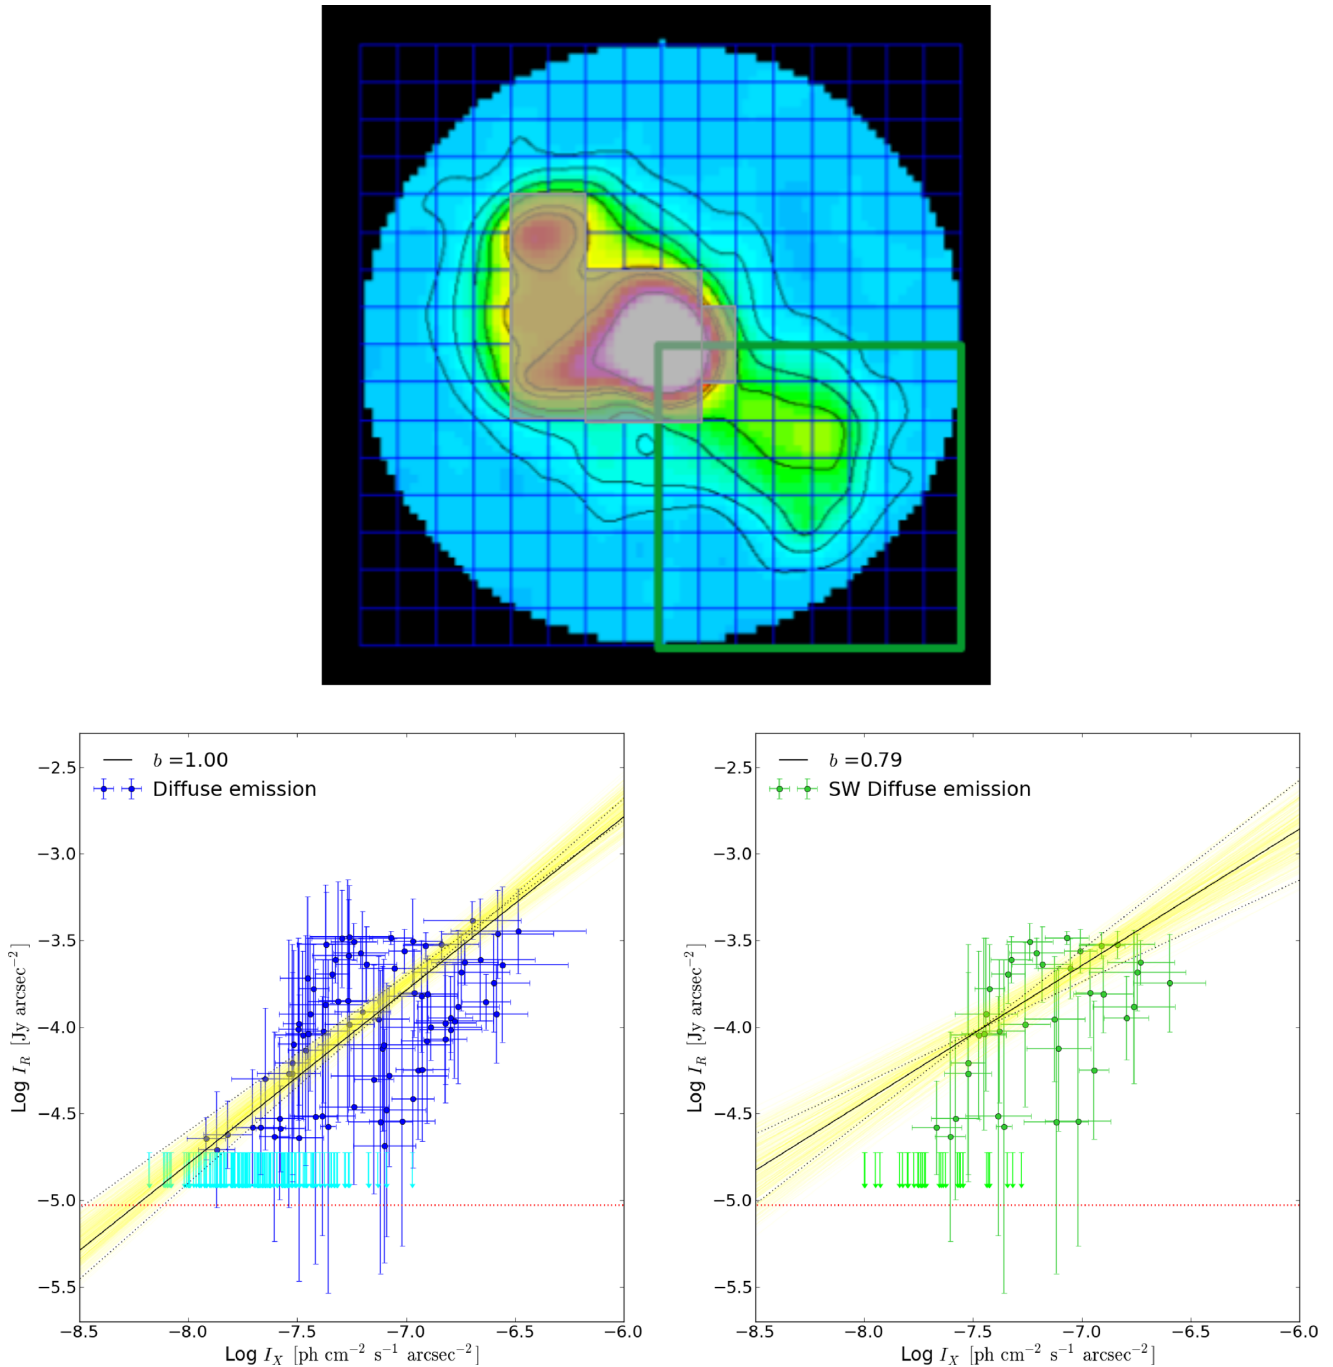 b =1.00
Diffuse emission
−2.5
−3.0
−3.5
−4.0
−4.5
−5.0
−5.5
Log I_R [Jy arcsec⁻²]
−8.5 −8.0 −7.5 −7.0 −6.5 −6.0
Log I_X [ph cm⁻² s⁻¹ arcsec⁻²]
b =0.79
SW Diffuse emission
−2.5
−3.0
−3.5
−4.0
−4.5
−5.0
−5.5
Log I_R [Jy arcsec⁻²]
−8.5 −8.0 −7.5 −7.0 −6.5 −6.0
Log I_X [ph cm⁻² s⁻¹ arcsec⁻²]